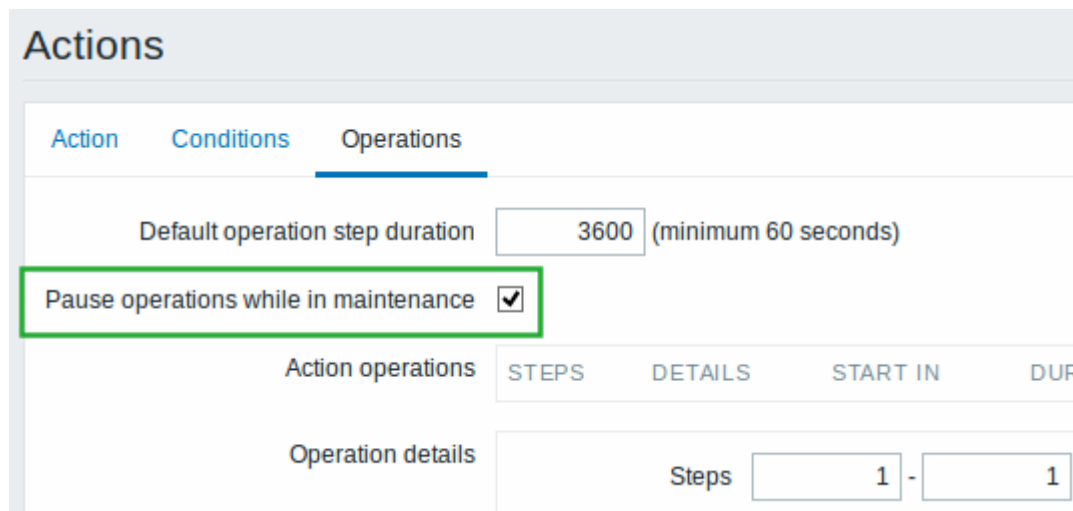 Actions
Action Conditions Operations
Default operation step duration 3600 (minimum 60 seconds)
Pause operations while in maintenance
Action operations STEPS DETAILS START IN DUR
Operation details
Steps 1 - 1